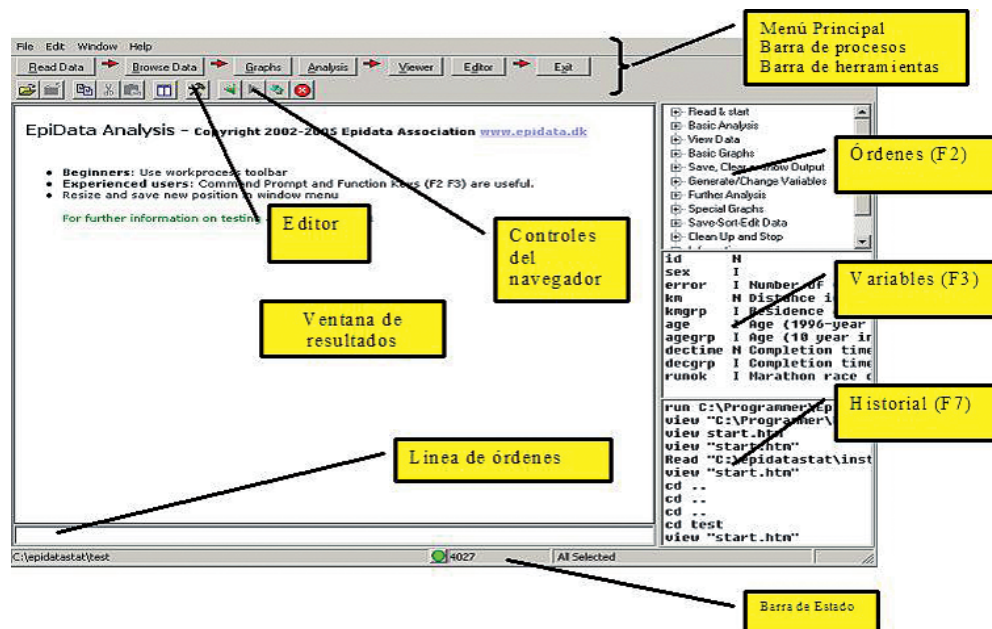 Menú Principal
Barra de procesos
Barra de herramientas
File Edit Window Help
Read Data Browse Data Graphs Analysis Viewer Editor Exit
EpiData Analysis - Copyright 2002-2005 Epidata Association www.epidata.dk
Beginners: Use workprocess toolbar
Experienced users: Command Prompt and Function Keys (F2 F3) are useful.
Resize and save new position in window menu
For further information on testing
Editor
Controles
del
navegador
Ventana de
resultados
Linea de órdenes
Read & start
Basic Analysis
View Data
Basic Graphs
Save, Clear Show Output
Generate/Change Variables
Further Analysis
Special Graphs
Save-Sort-Edit Data
Clean Up and Stop
Órdenes (F2)
id N
sex I
error I Number of
km N Distance
kmgrp I Residence
age I Age (1996-year
agegrp I Age (10 year in
dectime N Completion time
decgrp I Completion time
runok I Marathon race
Variables (F3)
run C:\Programmer\Ep
view "C:\Programmer\
view start.htm
view "start.htm"
Read "C:\epidatastat\inst
view "start.htm"
cd ..
cd ..
cd ..
cd test
view "start.htm"
Historial (F7)
C:\epidatastat\test 4027 All Selected
Barra de Estado